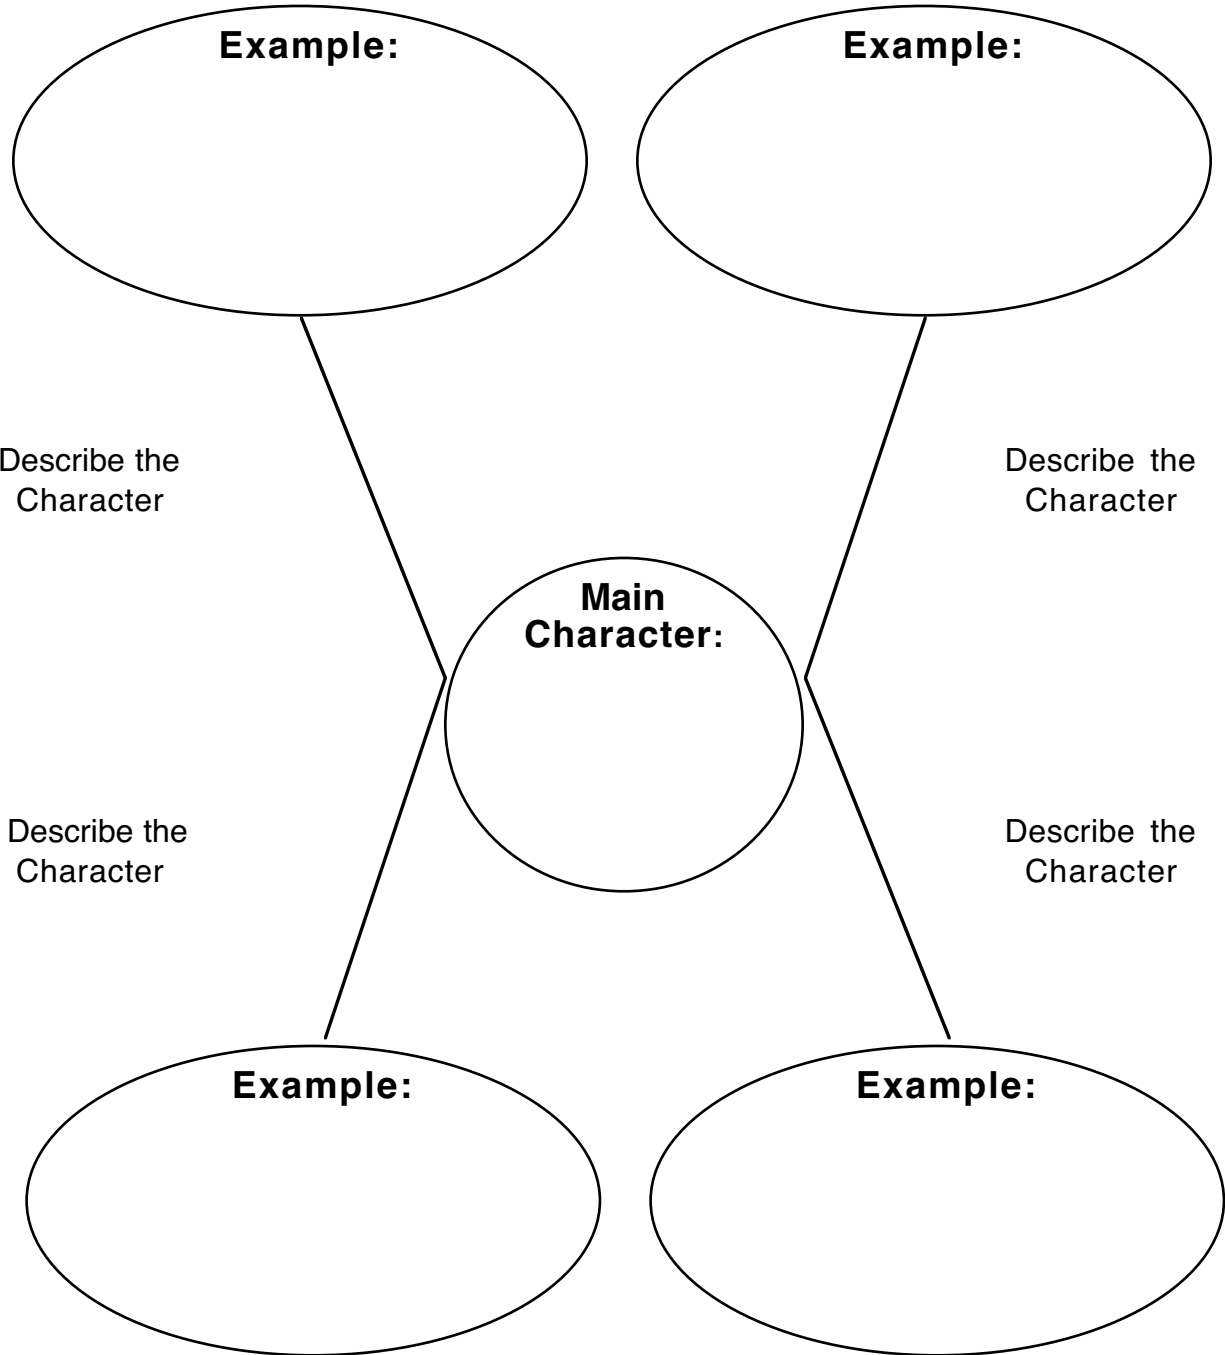 Example:
Example:
Describe the
Character
Describe the
Character
Main
Character:
Describe the
Character
Describe the
Character
Example:
Example: